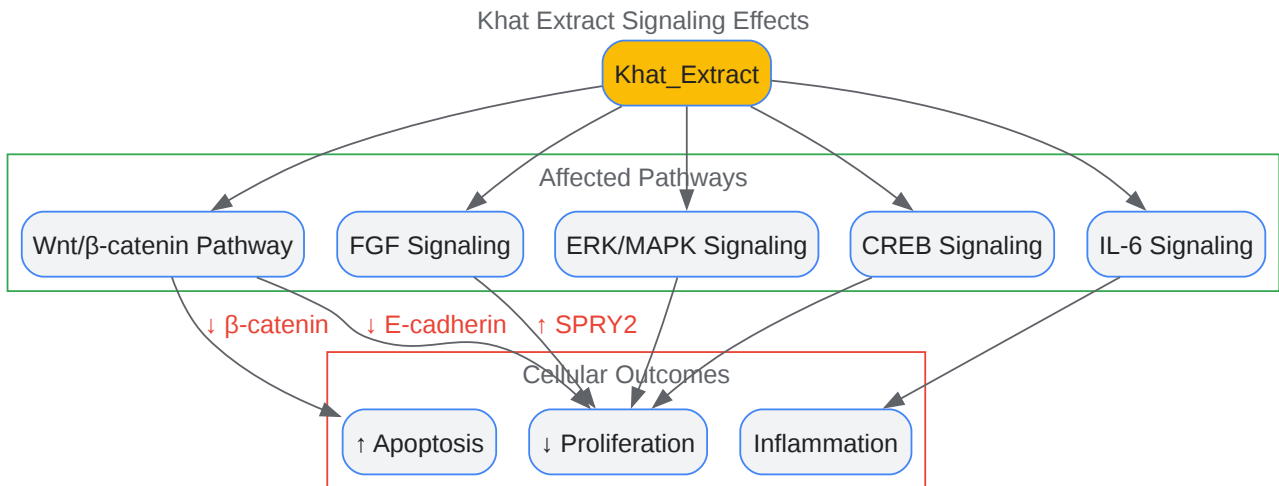 Khat Extract Signaling Effects
Khat_Extract
Affected Pathways
Wnt/β-catenin Pathway
FGF Signaling
ERK/MAPK Signaling
CREB Signaling
IL-6 Signaling
↓ β-catenin
↓ E-cadherin
↑ SPRY2
Cellular Outcomes
↑ Apoptosis
↓ Proliferation
Inflammation